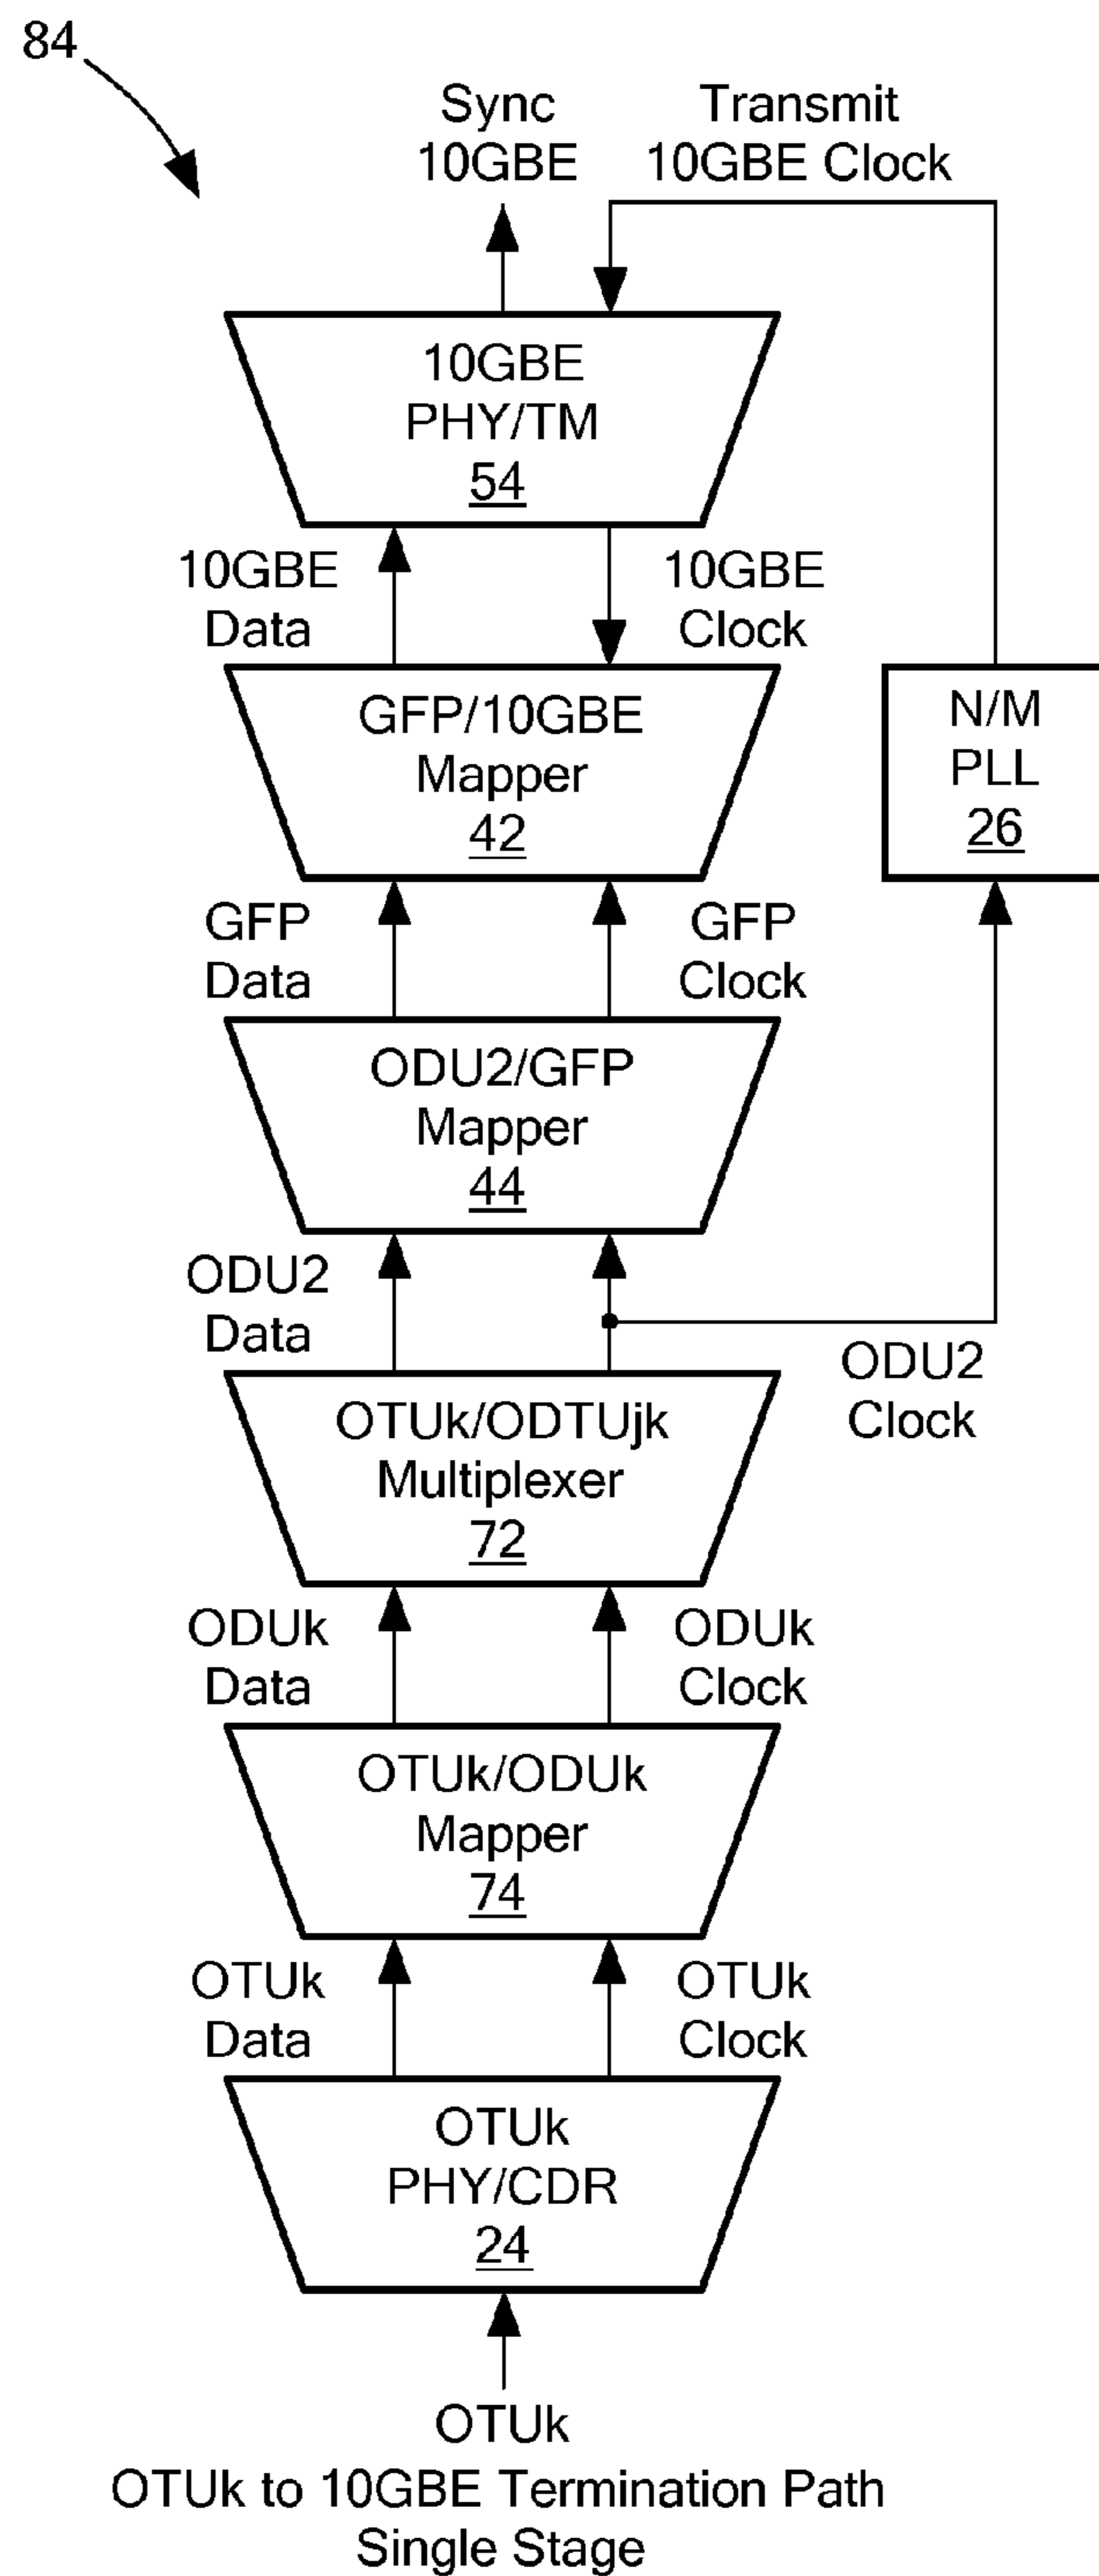 84
Sync
10GBE
Transmit
10GBE Clock
10GBE
PHY/TM
54
10GBE
Data
10GBE
Clock
GFP/10GBE
Mapper
42
N/M
PLL
26
GFP
Data
GFP
Clock
ODU2/GFP
Mapper
44
ODU2
Data
ODU2
Clock
OTUk/ODTUjk
Multiplexer
72
ODUk
Data
ODUk
Clock
OTUk/ODUk
Mapper
74
OTUk
Data
OTUk
Clock
OTUk
PHY/CDR
24
OTUk
OTUk to 10GBE Termination Path
Single Stage